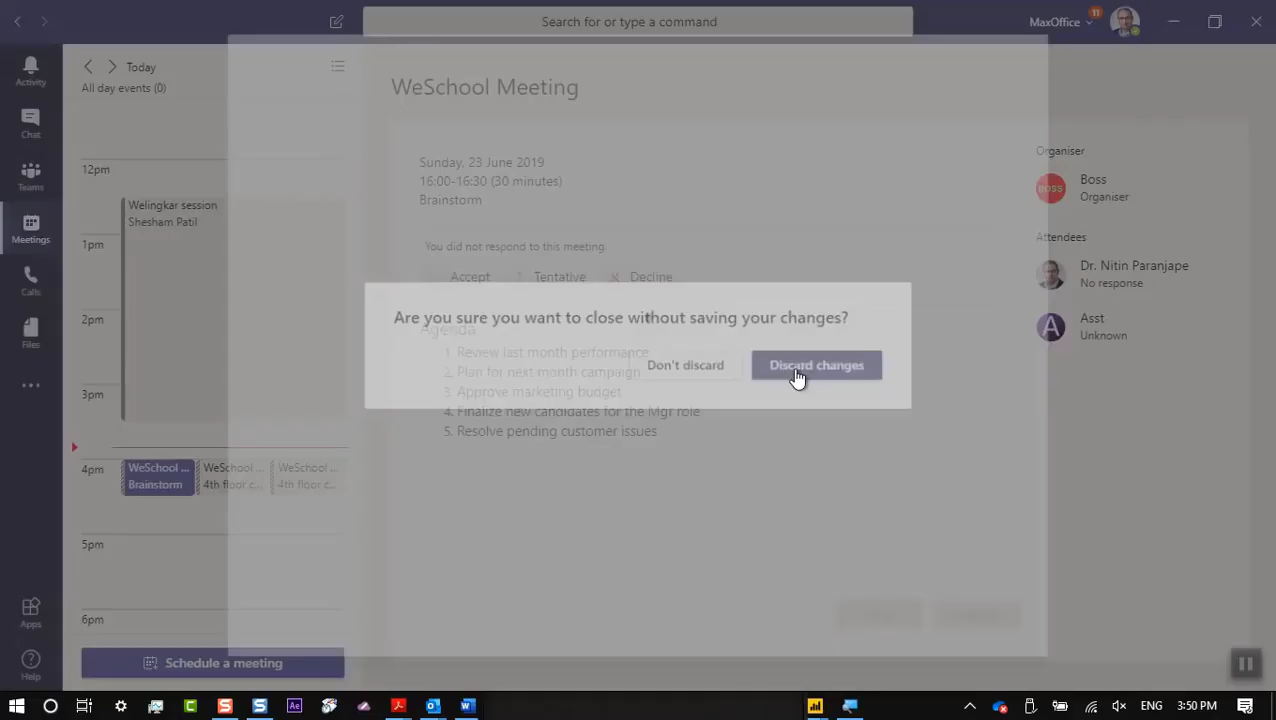 Search for or type a command
MaxOffice
11
Activity
Chat
Teams
Meetings
Calls
Files
Apps
Help
Today
All day events (0)
12pm
Welingkar session
Shesham Patil
1pm
2pm
3pm
4pm
WeSchool ...
Brainstorm
WeSchool ...
4th floor c...
WeSchool ...
4th floor c...
5pm
6pm
Schedule a meeting
WeSchool Meeting
Sunday, 23 June 2019
16:00-16:30 (30 minutes)
Brainstorm
You did not respond to this meeting
Accept
Tentative
Decline
Are you sure you want to close without saving your changes?
Don't discard
Discard changes
Agenda
1. Review last month performance
2. Plan for next month campaign
3. Approve marketing budget
4. Finalize new candidates for the Mgr role
5. Resolve pending customer issues
Organiser
BOSS
Boss
Organiser
Attendees
Dr. Nitin Paranjape
No response
A
Asst
Unknown
ENG
3:50 PM